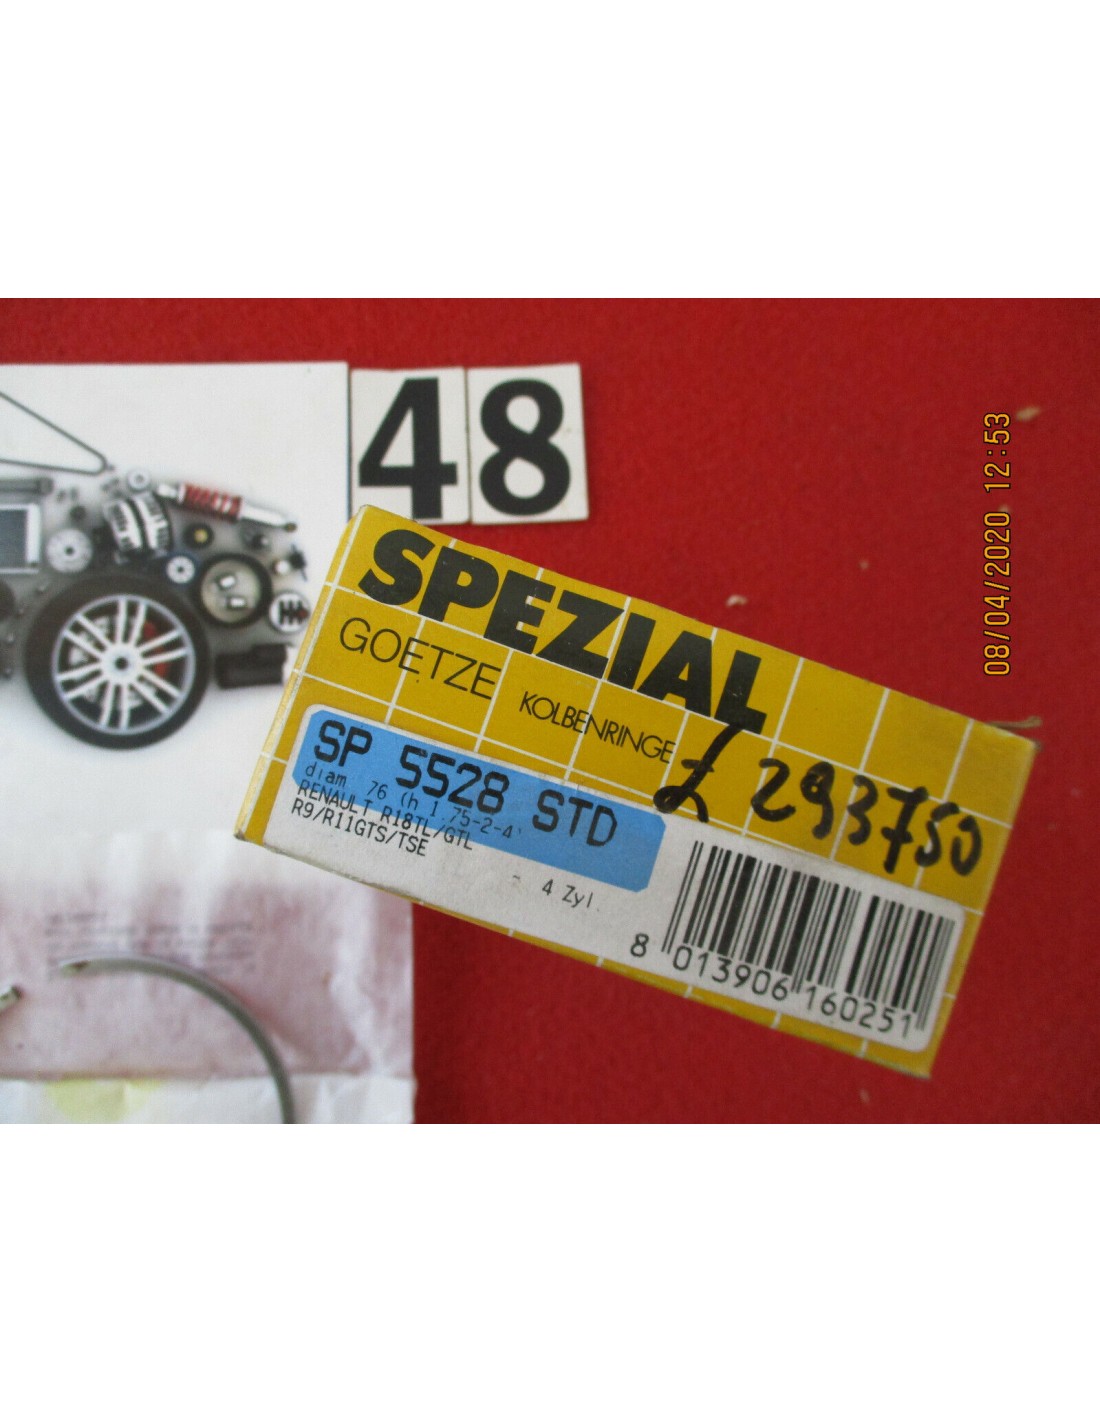 48
SPEZIAL
GOETZE KOLBENRINGE
£ 293750
SP 5528 STD
diam 76 (h 1.75-2-4)
RENAULT R18TL/GTL
R9/R11GTS/TSE
4 Zyl.
8 013906 160251
08/04/2020 12:53